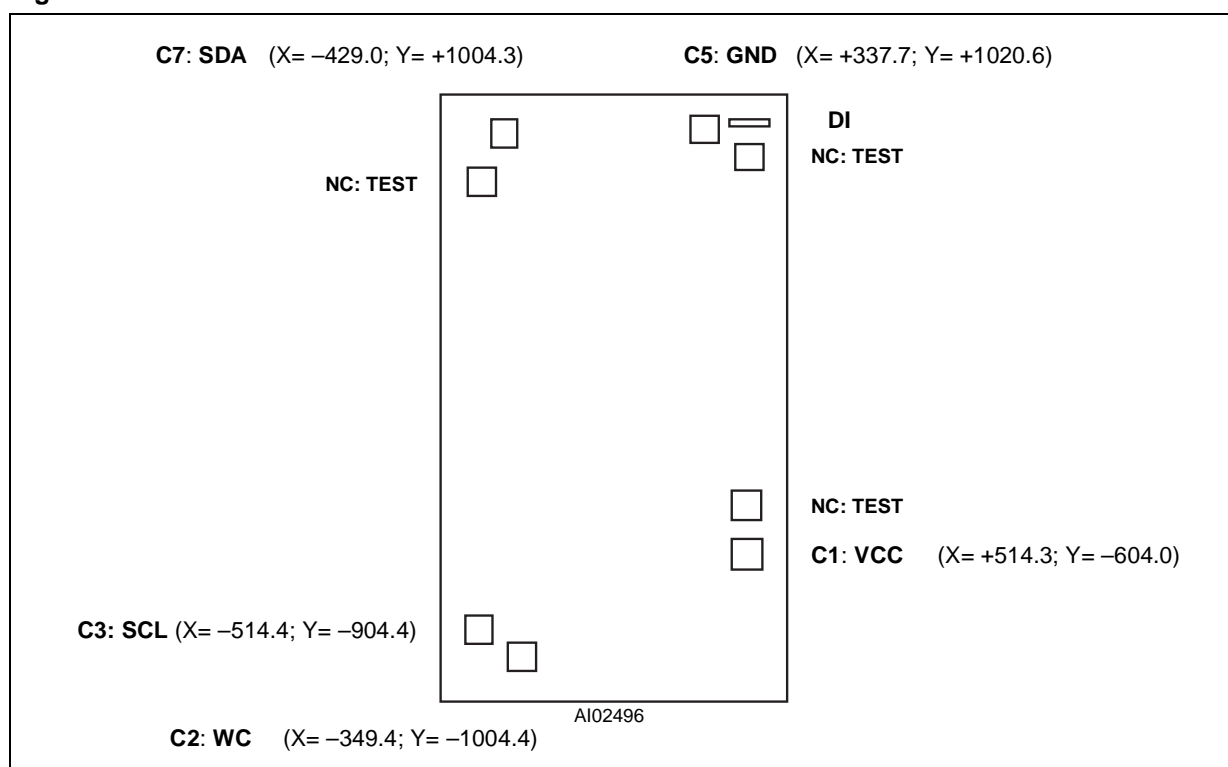 C7: SDA (X= –429.0; Y= +1004.3) C5: GND (X= +337.7; Y= +1020.6)
DI
NC: TEST
NC: TEST
NC: TEST
C1: VCC (X= +514.3; Y= –604.0)
C3: SCL (X= –514.4; Y= –904.4)
AI02496
C2: WC (X= –349.4; Y= –1004.4)